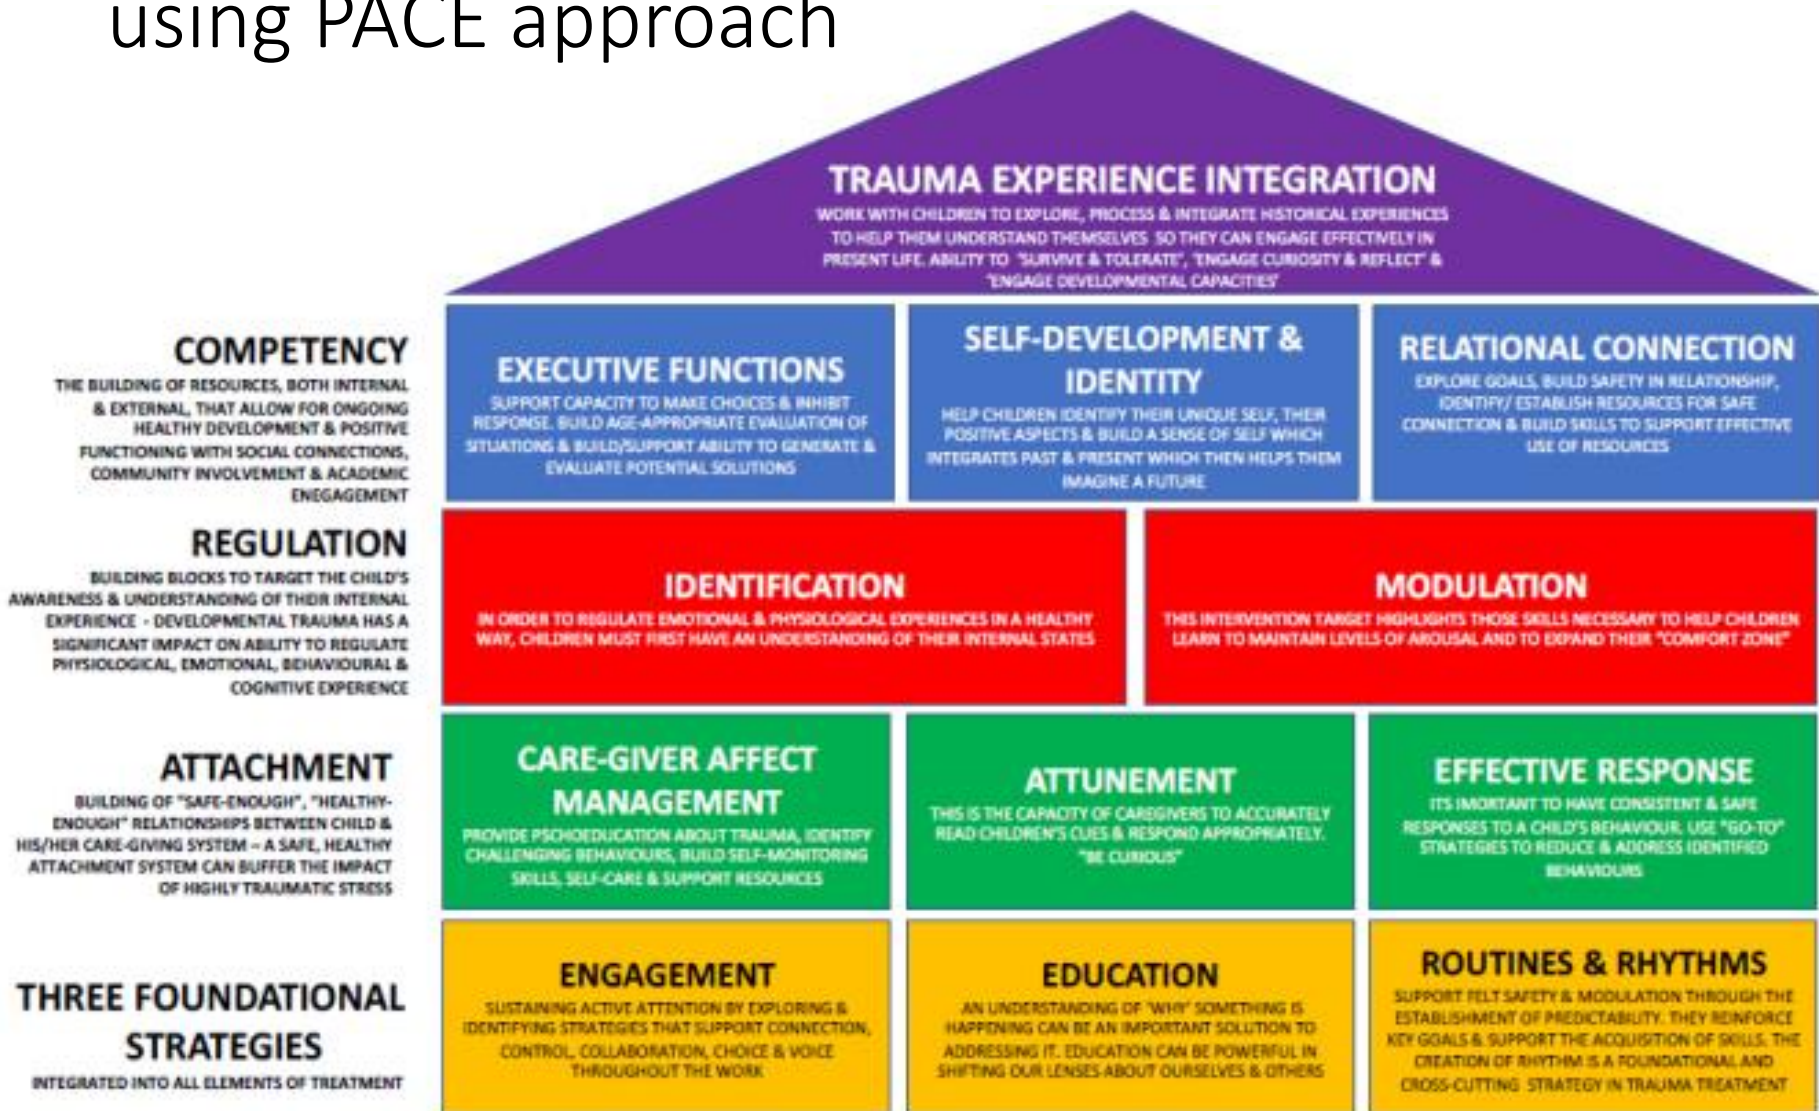 using PACE approach
TRAUMA EXPERIENCE INTEGRATION
WORK WITH CHILDREN TO EXPLORE, PROCESS & INTEGRATE HISTORICAL EXPERIENCES
TO HELP THEM UNDERSTAND THEMSELVES SO THEY CAN ENGAGE EFFECTIVELY IN
PRESENT LIFE. ABILITY TO 'SURVIVE & TOLERATE', 'ENGAGE CURIOSITY & REFLECT' &
'ENGAGE DEVELOPMENTAL CAPACITIES'
COMPETENCY
THE BUILDING OF RESOURCES, BOTH INTERNAL
& EXTERNAL, THAT ALLOW FOR ONGOING
HEALTHY DEVELOPMENT & POSITIVE
FUNCTIONING WITH SOCIAL CONNECTIONS,
COMMUNITY INVOLVEMENT & ACADEMIC
ENEGAGEMENT
EXECUTIVE FUNCTIONS
SUPPORT CAPACITY TO MAKE CHOICES & INHIBIT
RESPONSE. BUILD AGE-APPROPRIATE EVALUATION OF
SITUATIONS & BUILD/SUPPORT ABILITY TO GENERATE &
EVALUATE POTENTIAL SOLUTIONS
SELF-DEVELOPMENT &
IDENTITY
HELP CHILDREN IDENTIFY THEIR UNIQUE SELF, THEIR
POSITIVE ASPECTS & BUILD A SENSE OF SELF WHICH
INTEGRATES PAST & PRESENT WHICH THEN HELPS THEM
IMAGINE A FUTURE
RELATIONAL CONNECTION
EXPLORE GOALS, BUILD SAFETY IN RELATIONSHIP,
IDENTIFY/ ESTABLISH RESOURCES FOR SAFE
CONNECTION & BUILD SKILLS TO SUPPORT EFFECTIVE
USE OF RESOURCES
REGULATION
BUILDING BLOCKS TO TARGET THE CHILD'S
AWARENESS & UNDERSTANDING OF THEIR INTERNAL
EXPERIENCE - DEVELOPMENTAL TRAUMA HAS A
SIGNIFICANT IMPACT ON ABILITY TO REGULATE
PHYSIOLOGICAL, EMOTIONAL, BEHAVIOURAL &
COGNITIVE EXPERIENCE
IDENTIFICATION
IN ORDER TO REGULATE EMOTIONAL & PHYSIOLOGICAL EXPERIENCES IN A HEALTHY
WAY, CHILDREN MUST FIRST HAVE AN UNDERSTANDING OF THEIR INTERNAL STATES
MODULATION
THIS INTERVENTION TARGET HIGHLIGHTS THOSE SKILLS NECESSARY TO HELP CHILDREN
LEARN TO MAINTAIN LEVELS OF AROUSAL AND TO EXPAND THEIR "COMFORT ZONE"
ATTACHMENT
BUILDING OF "SAFE-ENOUGH", "HEALTHY-
ENOUGH" RELATIONSHIPS BETWEEN CHILD &
HIS/HER CARE-GIVING SYSTEM – A SAFE, HEALTHY
ATTACHMENT SYSTEM CAN BUFFER THE IMPACT
OF HIGHLY TRAUMATIC STRESS
CARE-GIVER AFFECT
MANAGEMENT
PROVIDE PSCHOEDUCATION ABOUT TRAUMA, IDENTIFY
CHALLENGING BEHAVIOURS, BUILD SELF-MONITORING
SKILLS, SELF-CARE & SUPPORT RESOURCES
ATTUNEMENT
THIS IS THE CAPACITY OF CAREGIVERS TO ACCURATELY
READ CHILDREN'S CUES & RESPOND APPROPRIATELY.
"BE CURIOUS"
EFFECTIVE RESPONSE
ITS IMORTANT TO HAVE CONSISTENT & SAFE
RESPONSES TO A CHILD'S BEHAVIOUR. USE "GO-TO"
STRATEGIES TO REDUCE & ADDRESS IDENTIFIED
BEHAVIOURS
THREE FOUNDATIONAL
STRATEGIES
INTEGRATED INTO ALL ELEMENTS OF TREATMENT
ENGAGEMENT
SUSTAINING ACTIVE ATTENTION BY EXPLORING &
IDENTIFYING STRATEGIES THAT SUPPORT CONNECTION,
CONTROL, COLLABORATION, CHOICE & VOICE
THROUGHOUT THE WORK
EDUCATION
AN UNDERSTANDING OF 'WHY' SOMETHING IS
HAPPENING CAN BE AN IMPORTANT SOLUTION TO
ADDRESSING IT. EDUCATION CAN BE POWERFUL IN
SHIFTING OUR LENSES ABOUT OURSELVES & OTHERS
ROUTINES & RHYTHMS
SUPPORT FELT SAFETY & MODULATION THROUGH THE
ESTABLISHMENT OF PREDICTABILITY. THEY REINFORCE
KEY GOALS & SUPPORT THE ACQUISITION OF SKILLS. THE
CREATION OF RHYTHM IS A FOUNDATIONAL AND
CROSS-CUTTING STRATEGY IN TRAUMA TREATMENT